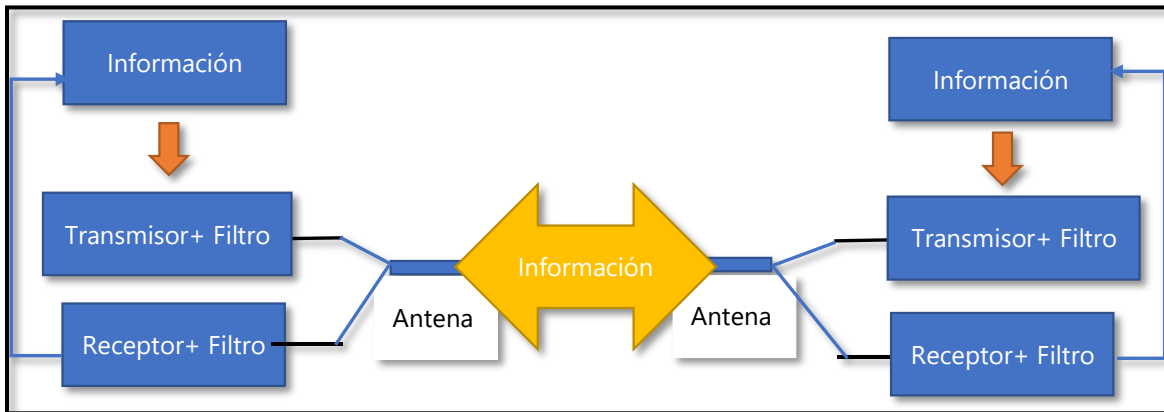 Información
Información
Transmisor+ Filtro
Transmisor+ Filtro
Información
Antena
Antena
Receptor+ Filtro
Receptor+ Filtro